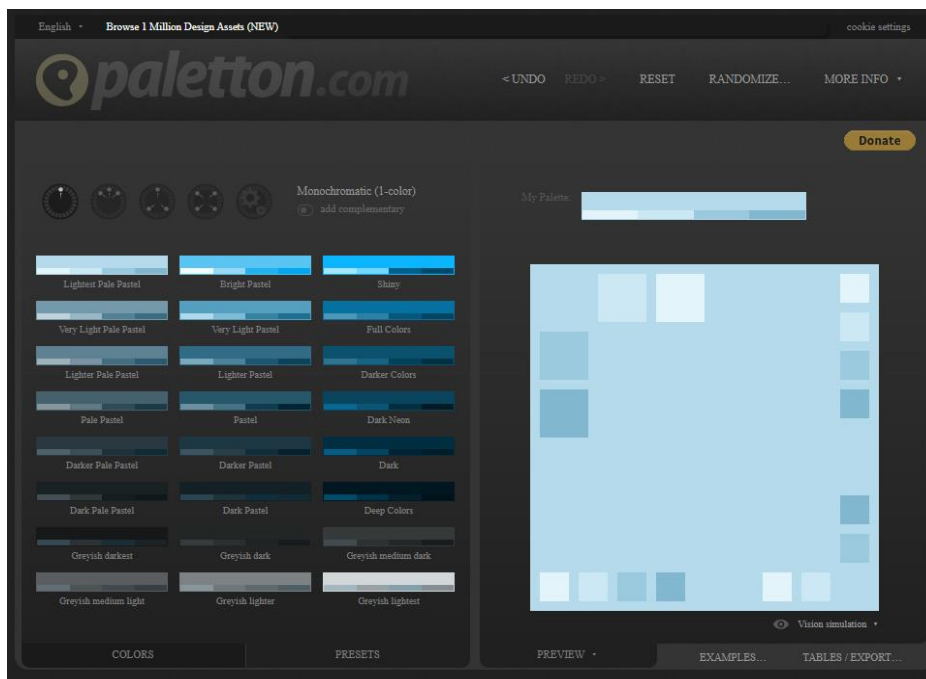 English
Browse 1 Million Design Assets (NEW)
cookie settings
paletton.com
< UNDO
REDO >
RESET
RANDOMIZE...
MORE INFO
Donate
Monochromatic (1-color)
add complementary
My Palette:
Lightest Pale Pastel
Bright Pastel
Shiny
Very Light Pale Pastel
Very Light Pastel
Full Colors
Lighter Pale Pastel
Lighter Pastel
Darker Colors
Pale Pastel
Pastel
Dark Neon
Darker Pale Pastel
Darker Pastel
Dark
Dark Pale Pastel
Dark Pastel
Deep Colors
Greyish darkest
Greyish dark
Greyish medium dark
Greyish medium light
Greyish lighter
Greyish lightest
Vision simulation
COLORS
PRESETS
PREVIEW
EXAMPLES...
TABLES / EXPORT...